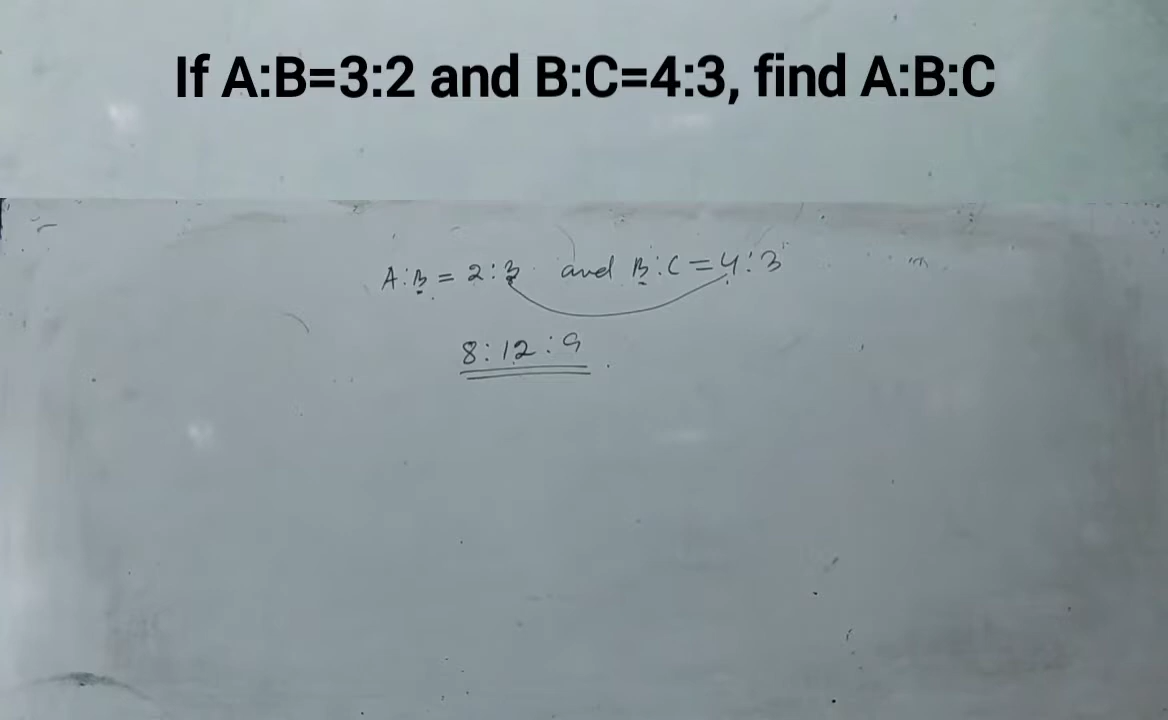 If A:B=3:2 and B:C=4:3, find A:B:C
A:B = 2:3 and B:C = 4:3
8:12:9